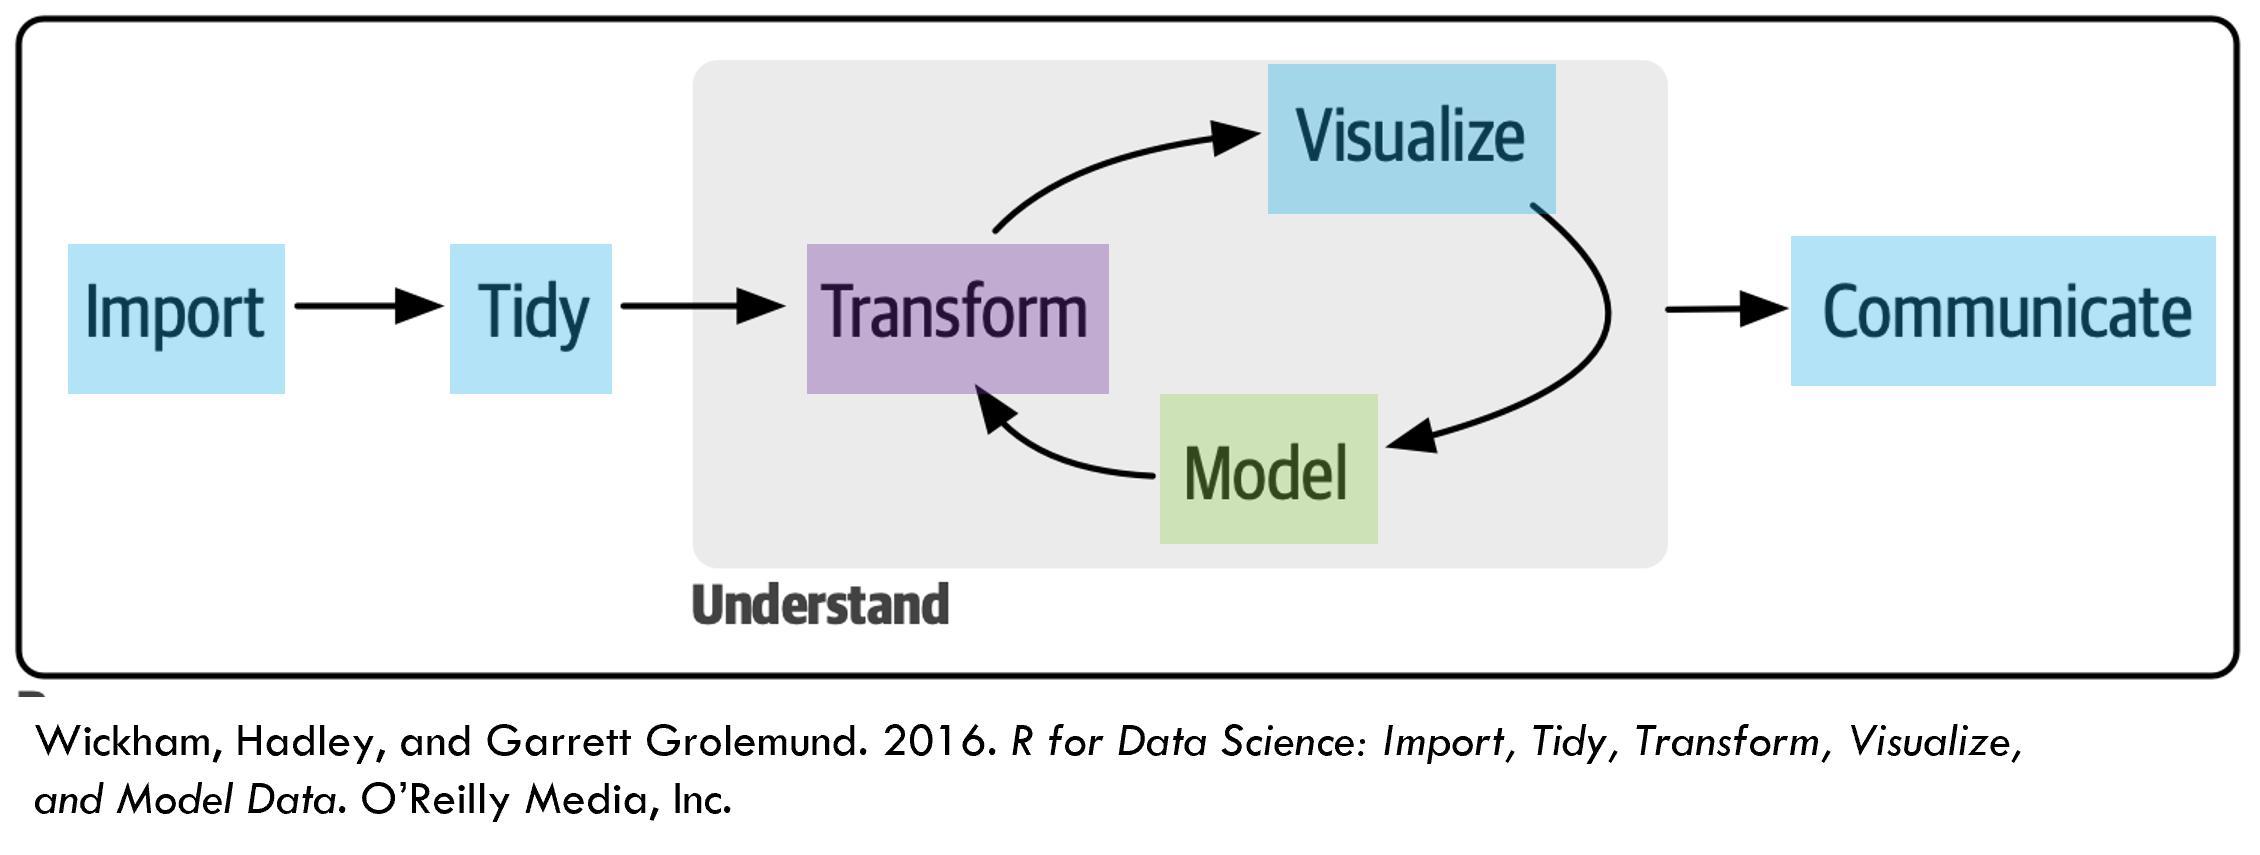 Visualize
Import
Tidy
Transform
Communicate
Model
Understand
Wickham, Hadley, and Garrett Grolemund. 2016. R for Data Science: Import, Tidy, Transform, Visualize,
and Model Data. O’Reilly Media, Inc.